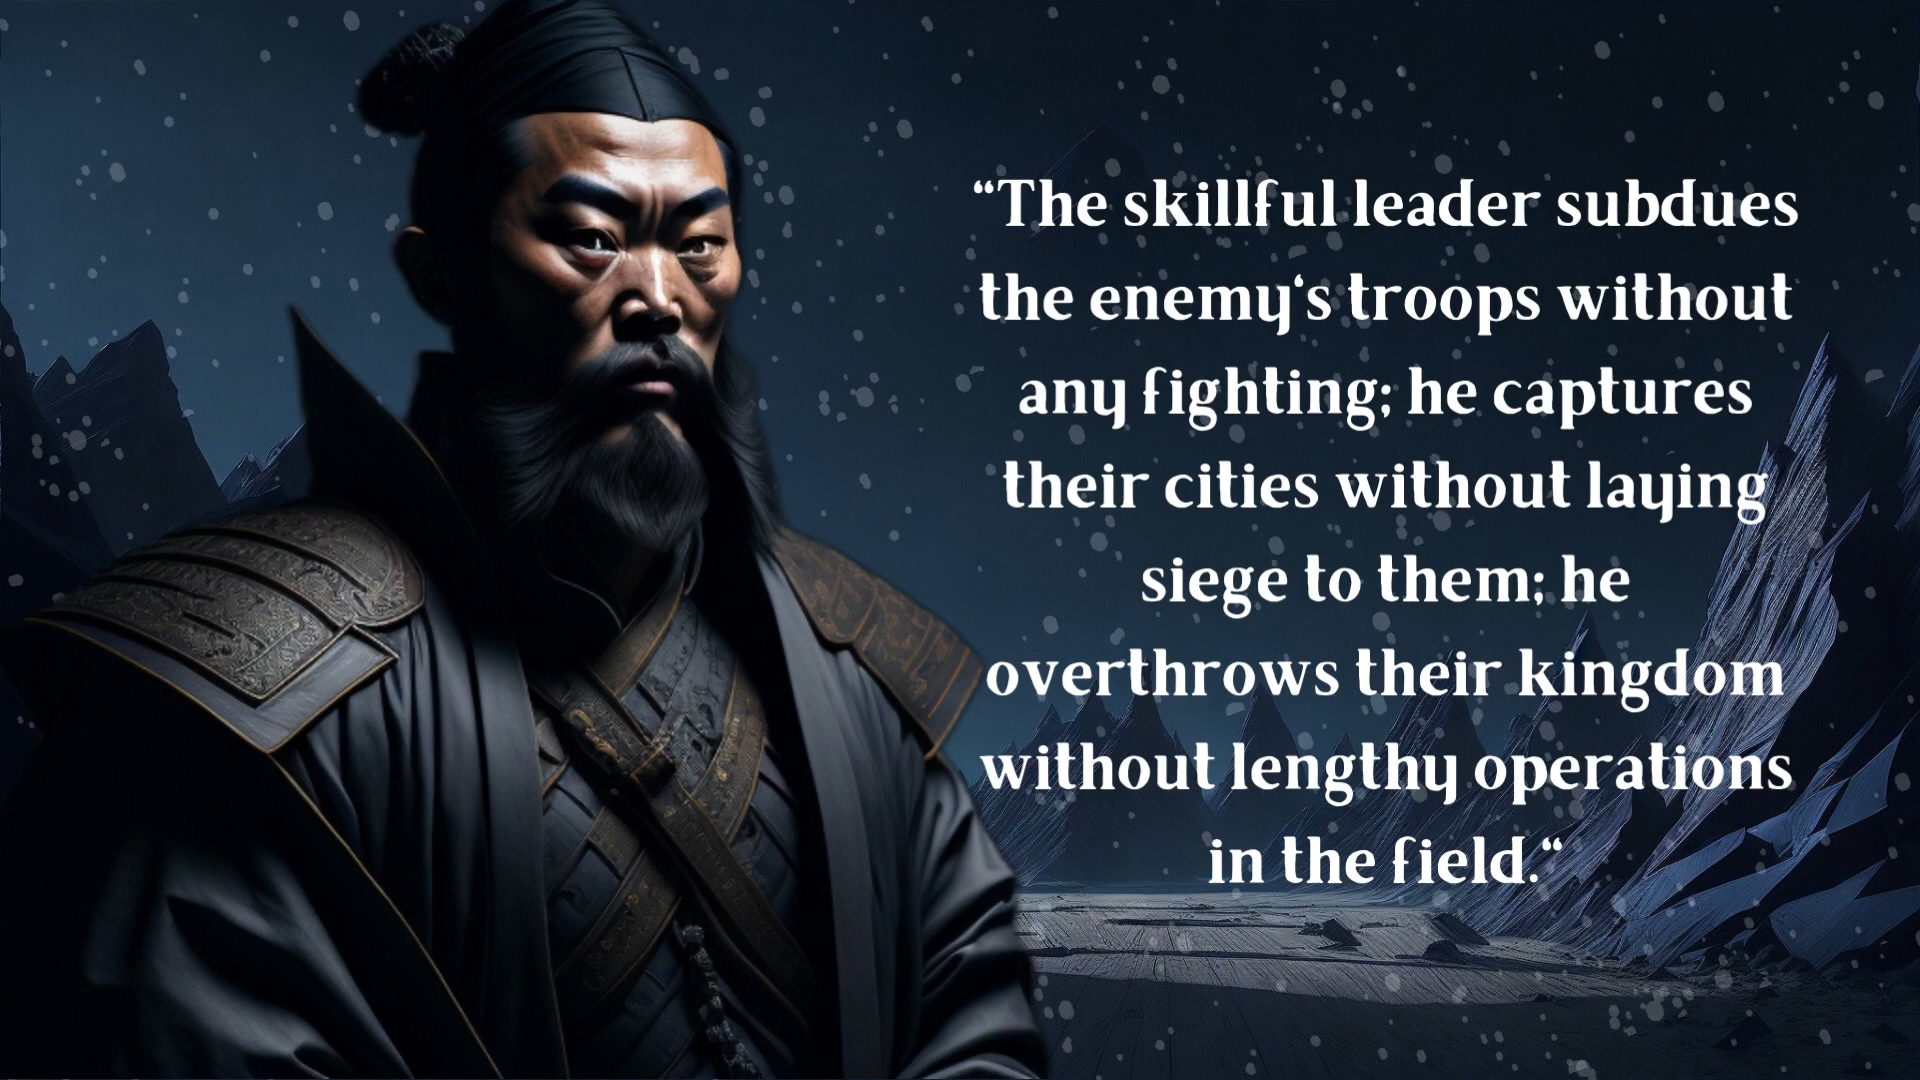 “The skillful leader subdues
the enemy‘s troops without
any fighting; he captures
their cities without laying
siege to them; he
overthrows their kingdom
without lengthy operations
in the field.“